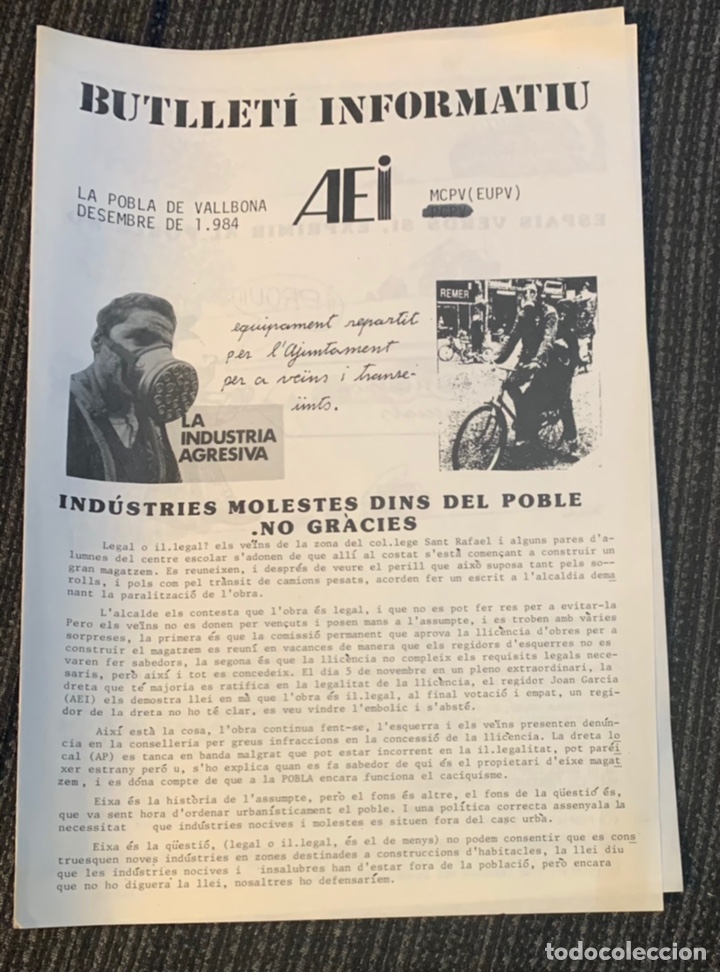 BUTLLETÍ INFORMATIU
LA POBLA DE VALLBONA
DESEMBRE DE 1.984
AEi
MCPV(EUPV)
REMER
equipament repartit
per l'Ajuntament
per a veïns i transe-
ünts.
LA
INDUSTRIA
AGRESIVA
INDÚSTRIES MOLESTES DINS DEL POBLE
.NO GRÀCIES
Legal o il.legal? els veïns de la zona del col.lege Sant Rafael i alguns pares d'a-
lumnes del centre escolar s'adonen de que allí al costat s'està començant a construir un
gran magatzem. Es reuneixen, i després de veure el perill que això suposa tant pels so--
rolls, i pols com pel trànsit de camions pesats, acorden fer un escrit a l'alcaldia dema
nant la paralització de l'obra.
L'alcalde els contesta que l'obra és legal, i que no es pot fer res per a evitar-la
Pero els veïns no es donen per vençuts i posen mans a l'assumpte, i es troben amb vàries
sorpreses, la primera és que la comissió permanent que aprova la llicència d'obres per a
construir el magatzem es reuní en vacances de manera que els regidors d'esquerres no es
varen fer sabedors, la segona és que la llicència no compleix els requisits legals nece-
saris, però així i tot es concedeix. El dia 5 de novembre en un pleno extraordinari, la
dreta que té majoria es ratifica en la legalitat de la llicència, el regidor Joan Garcia
(AEI) els demostra llei en mà que l'obra és il.legal, al final votació i empat, un regi-
dor de la dreta no ho té clar, es veu vindre l'embolic i s'absté.
Així està la cosa, l'obra continua fent-se, l'esquerra i els veïns presenten denún-
cia en la conselleria per greus infraccions en la concessió de la llicencia. La dreta lo
cal (AP) es tanca en banda malgrat que pot estar incorrent en la il.legalitat, pot paréi
xer estrany peró u, s'ho explica quan es fa sabedor de qui és el propietari d'eixe magat
zem, i es dóna compte de que a la POBLA encara funciona el caciquisme.
Eixa és la història de l'assumpte, però el fons és altre, el fons de la qüestió és,
que va sent hora d'ordenar urbanísticament el poble. I una política correcta assenyala la
necessitat que indústries nocives i molestes es situen fora del casc urbà.
Eixa és la qüestió, (legal o il.legal, és el de menys) no podem consentir que es cons
truesquen noves indústries en zones destinades a construccions d'habitacles, la llei diu
que les indústries nocives i insalubres han d'estar fora de la població, però encara
que no ho diguera la llei, nosaltres ho defensaríem.
todocoleccion
todocoleccion.net